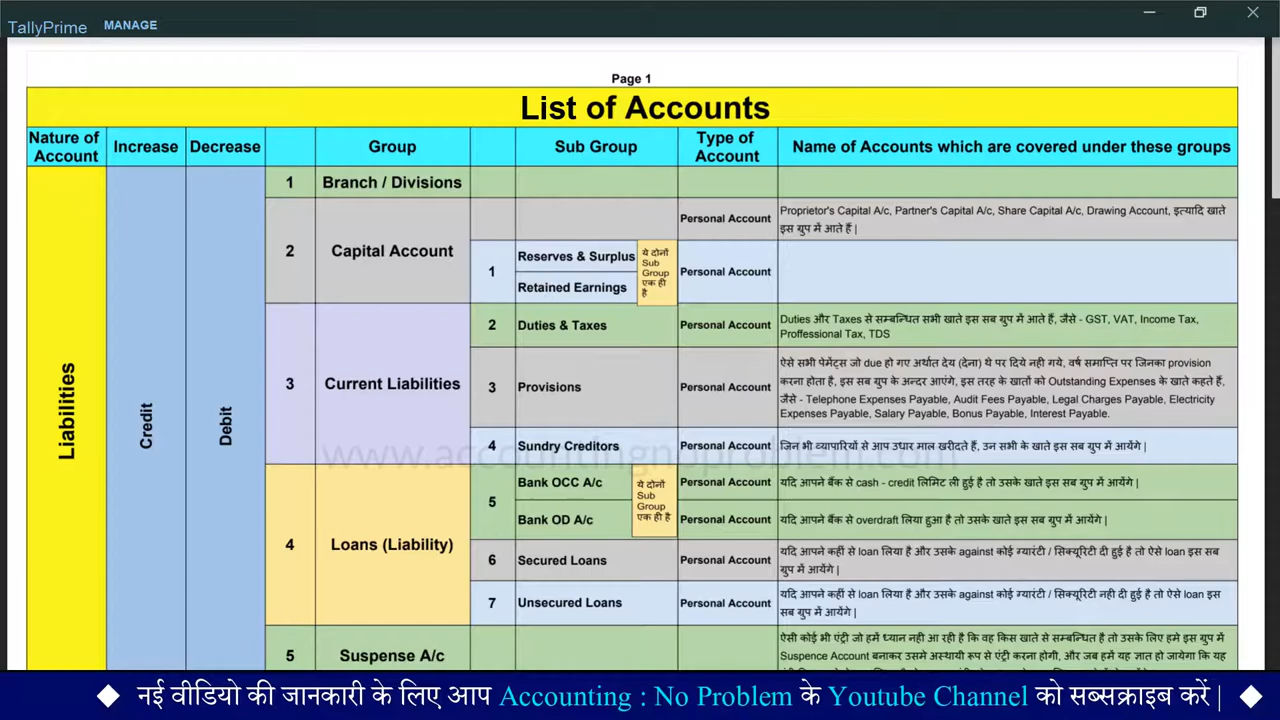 TallyPrime MANAGE
Page 1
List of Accounts
Nature of Account Increase Decrease Group Sub Group Type of Account Name of Accounts which are covered under these groups
Liabilities
Credit
Debit
1 Branch / Divisions
2 Capital Account
Personal Account
Proprietor's Capital A/c, Partner's Capital A/c, Share Capital A/c, Drawing Account, इत्यादि खाते
इस ग्रुप में आते हैं |
1
Reserves & Surplus
Retained Earnings
ये दोनों
Sub
Group
एक ही
है
Personal Account
3 Current Liabilities
2 Duties & Taxes Personal Account
Duties और Taxes से सम्बन्धित सभी खाते इस सब ग्रुप में आते हैं, जैसे - GST, VAT, Income Tax,
Proffessional Tax, TDS
3 Provisions Personal Account
ऐसे सभी पेमेंट्स जो due हो गए अर्थात देय (देना) थे पर दिये नही गये, वर्ष समाप्ति पर जिनका provision
करना होता है, इस सब ग्रुप के अन्दर आएंगे, इस तरह के खातों को Outstanding Expenses के खाते कहते हैं,
जैसे - Telephone Expenses Payable, Audit Fees Payable, Legal Charges Payable, Electricity
Expenses Payable, Salary Payable, Bonus Payable, Interest Payable.
4 Sundry Creditors Personal Account जिन भी व्यापारियों से आप उधार माल खरीदते हैं, उन सभी के खाते इस सब ग्रुप में आयेंगे |
www.accountingnoproblem.com
4 Loans (Liability)
5
Bank OCC A/c
Bank OD A/c
ये दोनों
Sub
Group
एक ही है
Personal Account यदि आपने बैंक से cash - credit लिमिट ली हुई है तो उसके खाते इस सब ग्रुप में आयेंगे |
Personal Account यदि आपने बैंक से overdraft लिया हुआ है तो उसके खाते इस सब ग्रुप में आयेंगे |
6 Secured Loans Personal Account
यदि आपने कहीं से loan लिया है और उसके against कोई ग्यारंटी / सिक्यूरिटी दी हुई है तो ऐसे loan इस सब
ग्रुप में आयेंगे |
7 Unsecured Loans Personal Account
यदि आपने कहीं से loan लिया है और उसके against कोई ग्यारंटी / सिक्यूरिटी नही दी हुई है तो ऐसे loan इस
सब ग्रुप में आयेंगे |
5 Suspense A/c
ऐसी कोई भी एंट्री जो हमें ध्यान नही आ रही है कि वह किस खाते से सम्बन्धित है तो उसके लिए हमे इस ग्रुप में
Suspence Account बनाकर उसमे अस्थायी रूप से एंट्री करना होगी, और जब हमें यह ज्ञात हो जायेगा कि यह
नई वीडियो की जानकारी के लिए आप Accounting : No Problem के Youtube Channel को सब्सक्राइब करें |